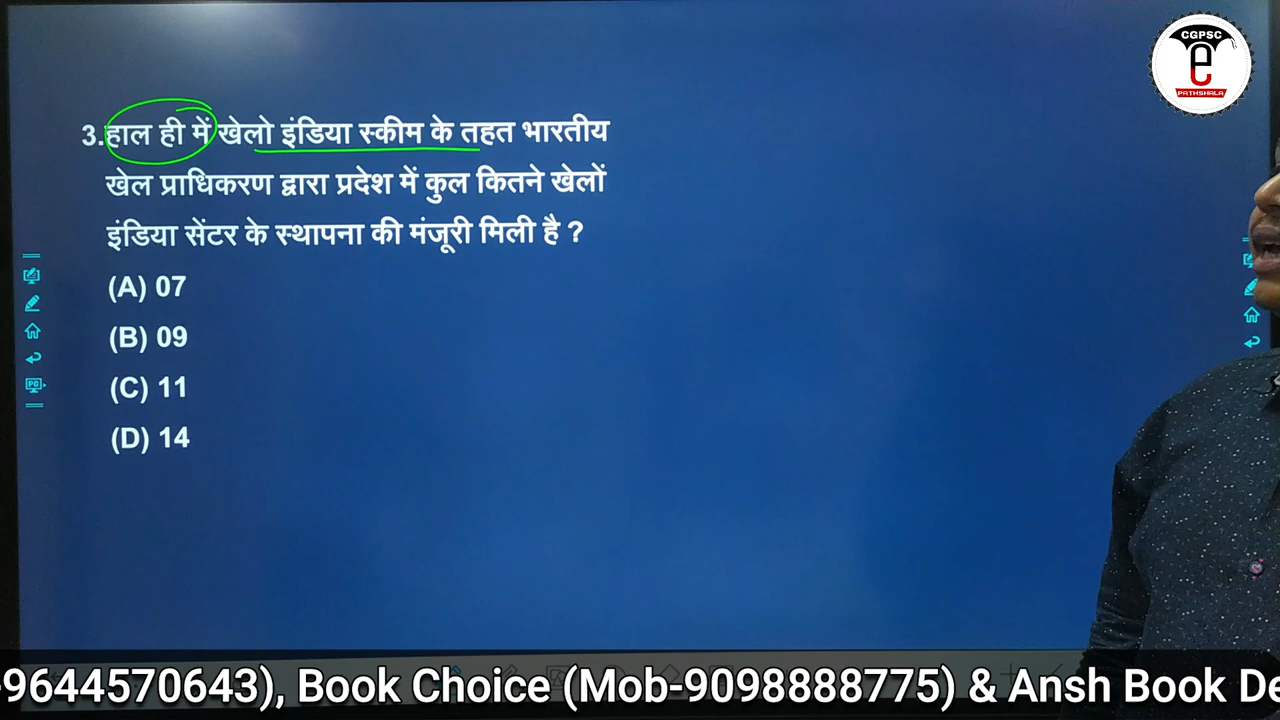 CGPSC
e
PATHSHALA
3.हाल ही में खेलो इंडिया स्कीम के तहत भारतीय
खेल प्राधिकरण द्वारा प्रदेश में कुल कितने खेलों
इंडिया सेंटर के स्थापना की मंजूरी मिली है ?
(A) 07
(B) 09
(C) 11
(D) 14
PC
-9644570643), Book Choice (Mob-9098888775) & Ansh Book De